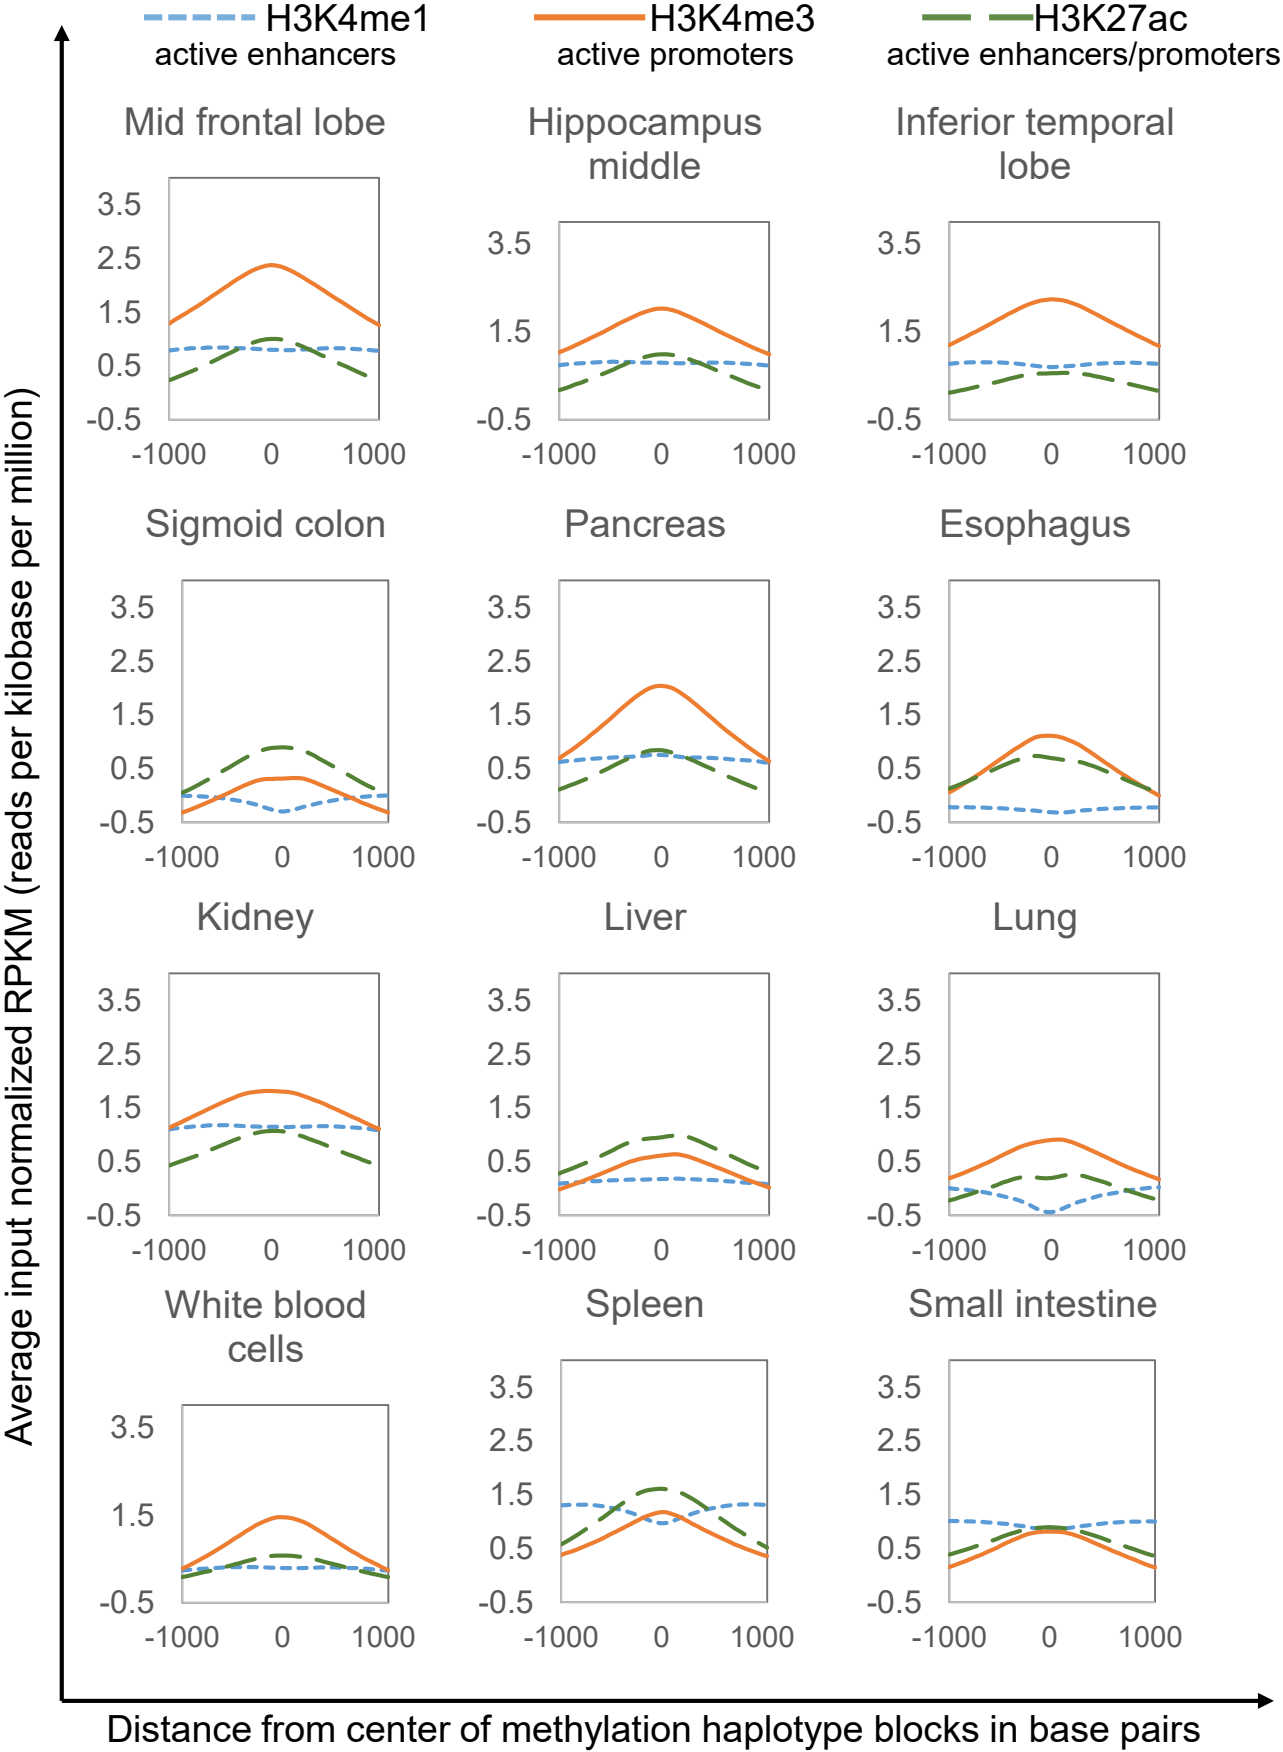 H3K4me1 H3K4me3 H3K27ac
active enhancers active promoters active enhancers/promoters
Average input normalized RPKM (reads per kilobase per million)
Mid frontal lobe
3.5
2.5
1.5
0.5
-0.5
-1000 0 1000
Hippocampus
middle
3.5
1.5
-0.5
-1000 0 1000
Inferior temporal
lobe
3.5
1.5
-0.5
-1000 0 1000
Sigmoid colon
3.5
2.5
1.5
0.5
-0.5
-1000 0 1000
Pancreas
3.5
2.5
1.5
0.5
-0.5
-1000 0 1000
Esophagus
3.5
2.5
1.5
0.5
-0.5
-1000 0 1000
Kidney
3.5
2.5
1.5
0.5
-0.5
-1000 0 1000
Liver
3.5
2.5
1.5
0.5
-0.5
-1000 0 1000
Lung
3.5
2.5
1.5
0.5
-0.5
-1000 0 1000
White blood
cells
3.5
1.5
-0.5
-1000 0 1000
Spleen
3.5
2.5
1.5
0.5
-0.5
-1000 0 1000
Small intestine
3.5
2.5
1.5
0.5
-0.5
-1000 0 1000
Distance from center of methylation haplotype blocks in base pairs